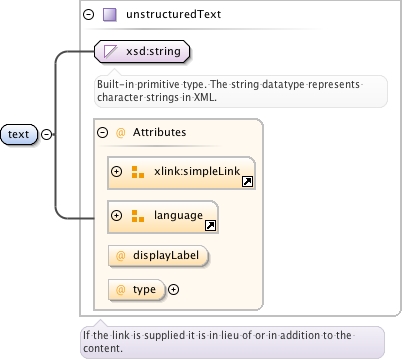 unstructuredText
xsd:string
Built-in primitive type. The string datatype represents
character strings in XML.
text
@ Attributes
xlink:simpleLink
language
@ displayLabel
@ type
If the link is supplied it is in lieu of or in addition to the
content.